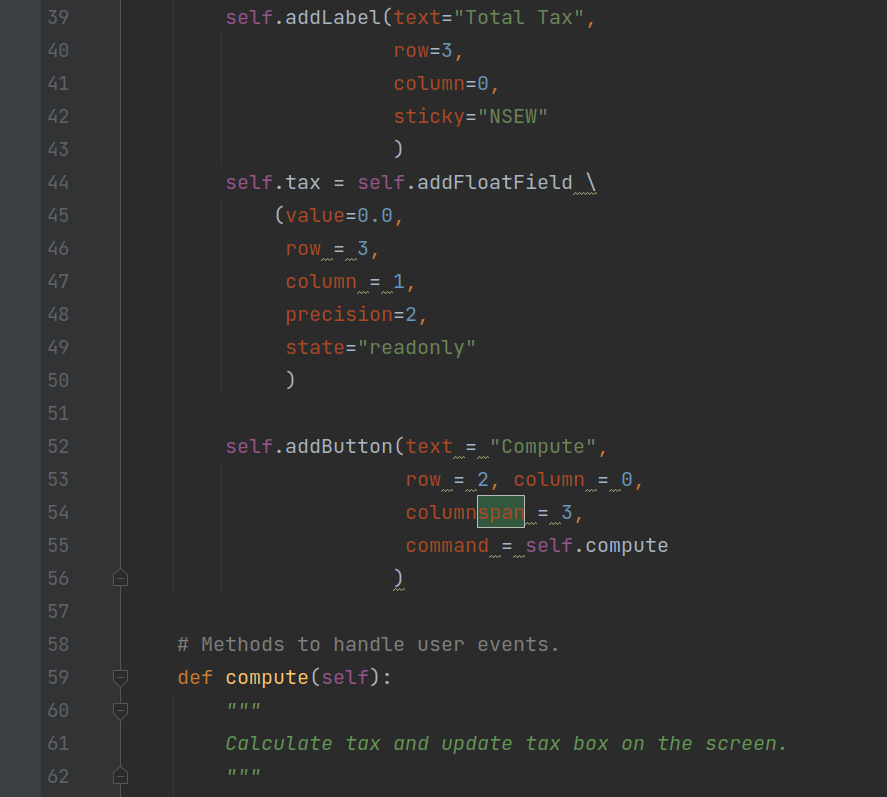 39 self.addLabel(text="Total Tax",
40 row=3,
41 column=0,
42 sticky="NSEW"
43 )
44 self.tax = self.addFloatField \
45 (value=0.0,
46 row = 3,
47 column = 1,
48 precision=2,
49 state="readonly"
50 )
51
52 self.addButton(text = "Compute",
53 row = 2, column = 0,
54 columnspan = 3,
55 command = self.compute
56 )
57
58 # Methods to handle user events.
59 def compute(self):
60 """
61 Calculate tax and update tax box on the screen.
62 """